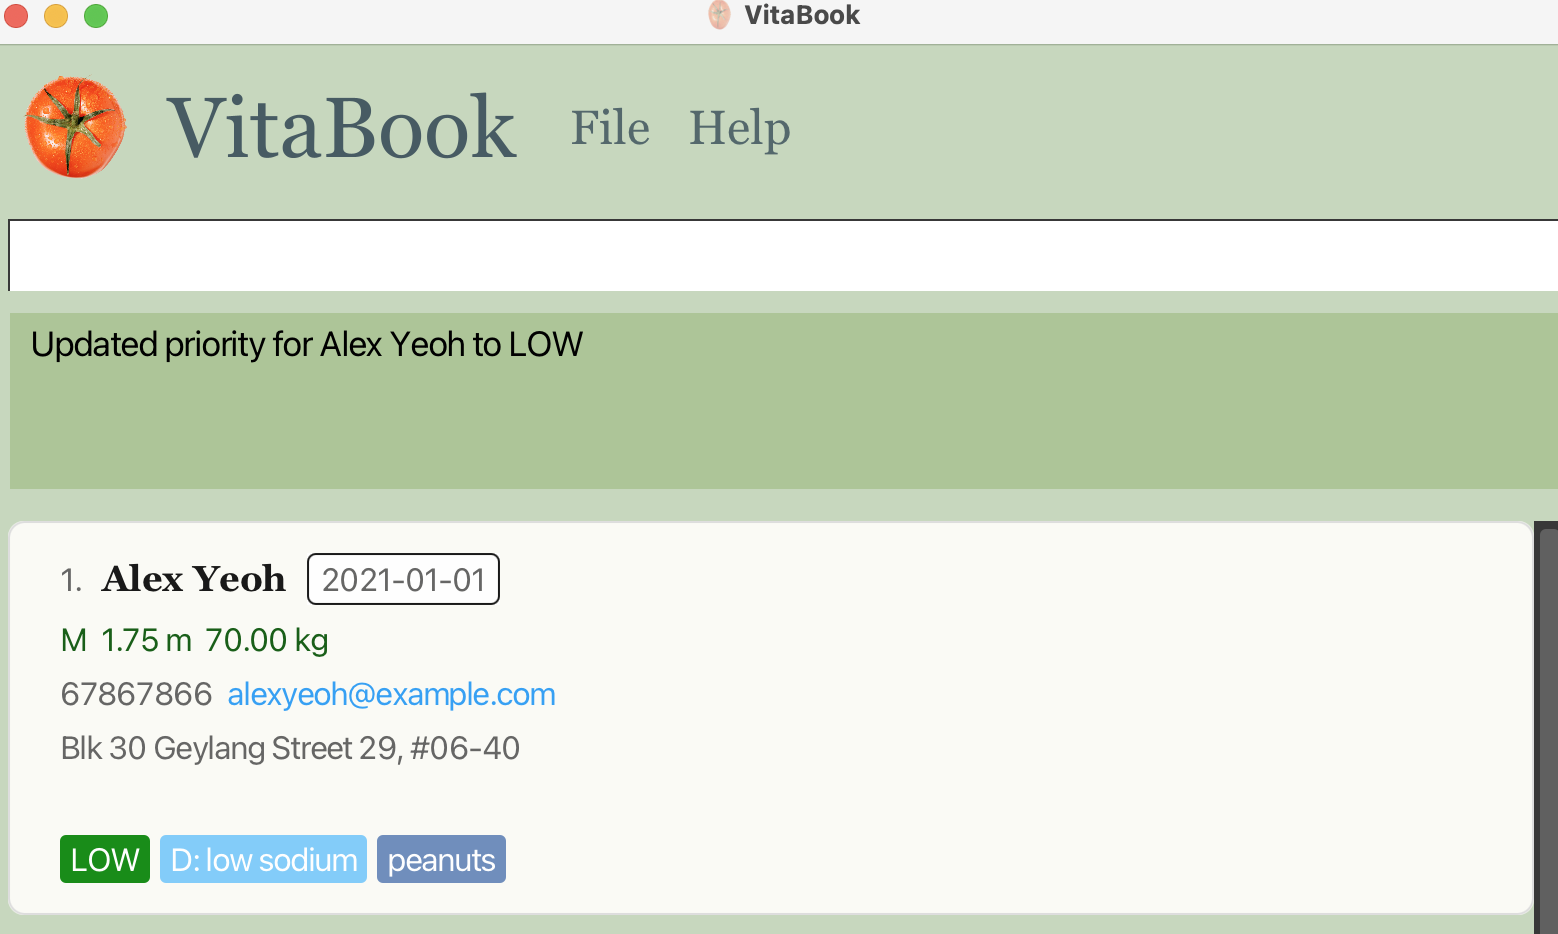 VitaBook
VitaBook File Help
Updated priority for Alex Yeoh to LOW
1. Alex Yeoh 2021-01-01
M 1.75 m 70.00 kg
67867866 alexyeoh@example.com
Blk 30 Geylang Street 29, #06-40
LOW D: low sodium peanuts